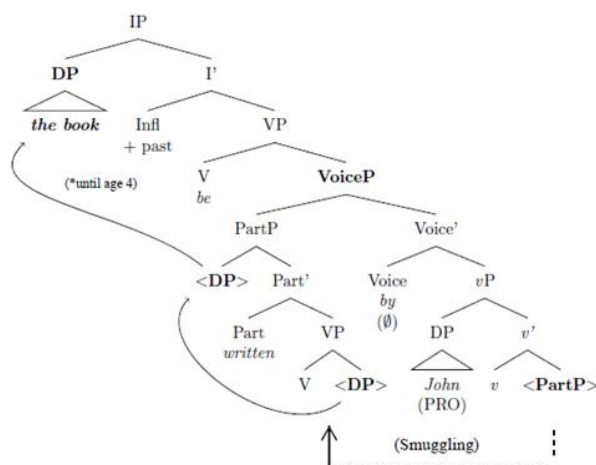 IP
DP I'
the book Infl VP
+ past
(*until age 4) V VoiceP
be
PartP Voice'
<DP> Part' Voice vP
by
(∅)
Part VP DP v'
written
V <DP> John v <PartP>
(PRO)
(Smuggling)